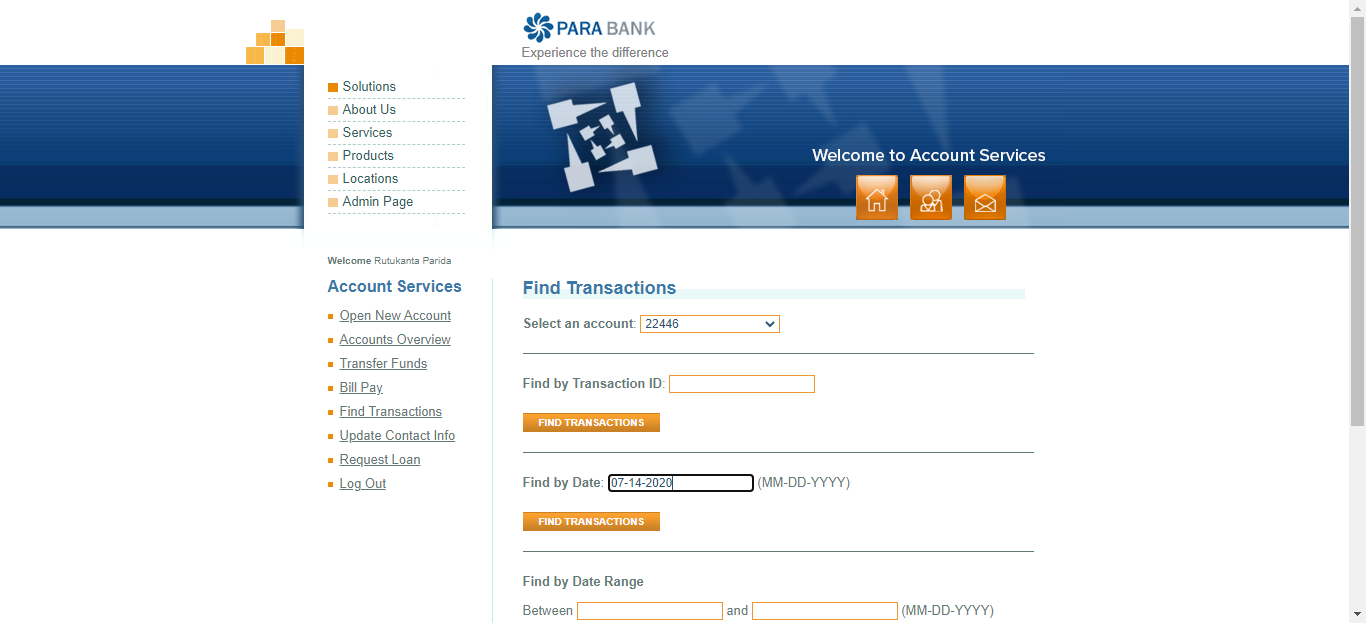 PARA BANK
Experience the difference
Solutions
About Us
Services
Products
Locations
Admin Page
Welcome to Account Services
Welcome Rutukanta Parida
Account Services
Open New Account
Accounts Overview
Transfer Funds
Bill Pay
Find Transactions
Update Contact Info
Request Loan
Log Out
Find Transactions
Select an account: 22446
Find by Transaction ID:
FIND TRANSACTIONS
Find by Date: 07-14-2020 (MM-DD-YYYY)
FIND TRANSACTIONS
Find by Date Range
Between and (MM-DD-YYYY)